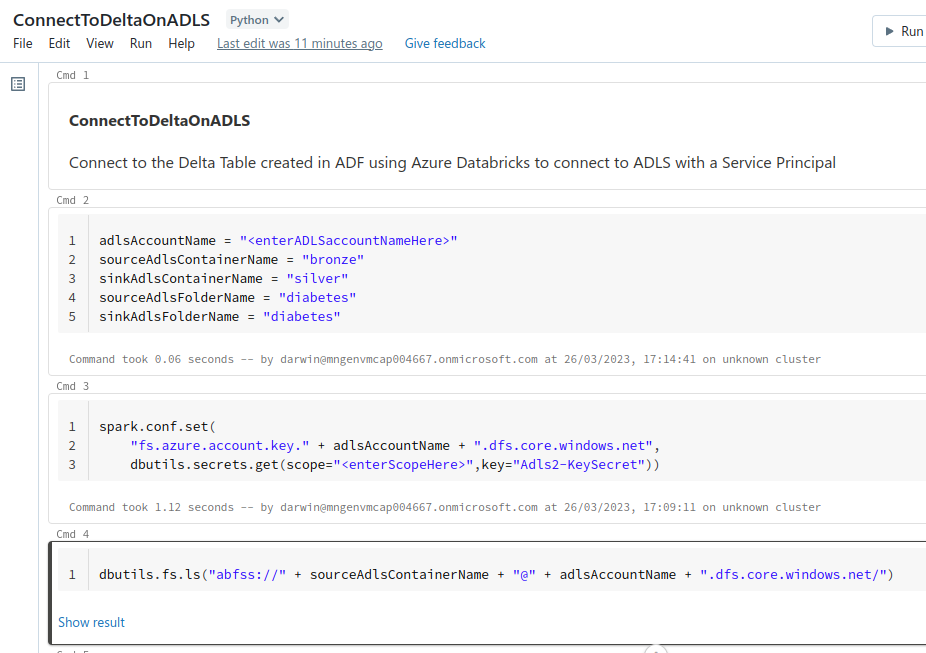 ConnectToDeltaOnADLS Python
File Edit View Run Help Last edit was 11 minutes ago Give feedback Run
Cmd 1
ConnectToDeltaOnADLS
Connect to the Delta Table created in ADF using Azure Databricks to connect to ADLS with a Service Principal
Cmd 2
1 adlsAccountName = "<enterADLSaccountNameHere>"
2 sourceAdlsContainerName = "bronze"
3 sinkAdlsContainerName = "silver"
4 sourceAdlsFolderName = "diabetes"
5 sinkAdlsFolderName = "diabetes"
Command took 0.06 seconds -- by darwin@mngenvmcap004667.onmicrosoft.com at 26/03/2023, 17:14:41 on unknown cluster
Cmd 3
1 spark.conf.set(
2 "fs.azure.account.key." + adlsAccountName + ".dfs.core.windows.net",
3 dbutils.secrets.get(scope="<enterScopeHere>",key="Adls2-KeySecret"))
Command took 1.12 seconds -- by darwin@mngenvmcap004667.onmicrosoft.com at 26/03/2023, 17:09:11 on unknown cluster
Cmd 4
1 dbutils.fs.ls("abfss://" + sourceAdlsContainerName + "@" + adlsAccountName + ".dfs.core.windows.net/")
Show result